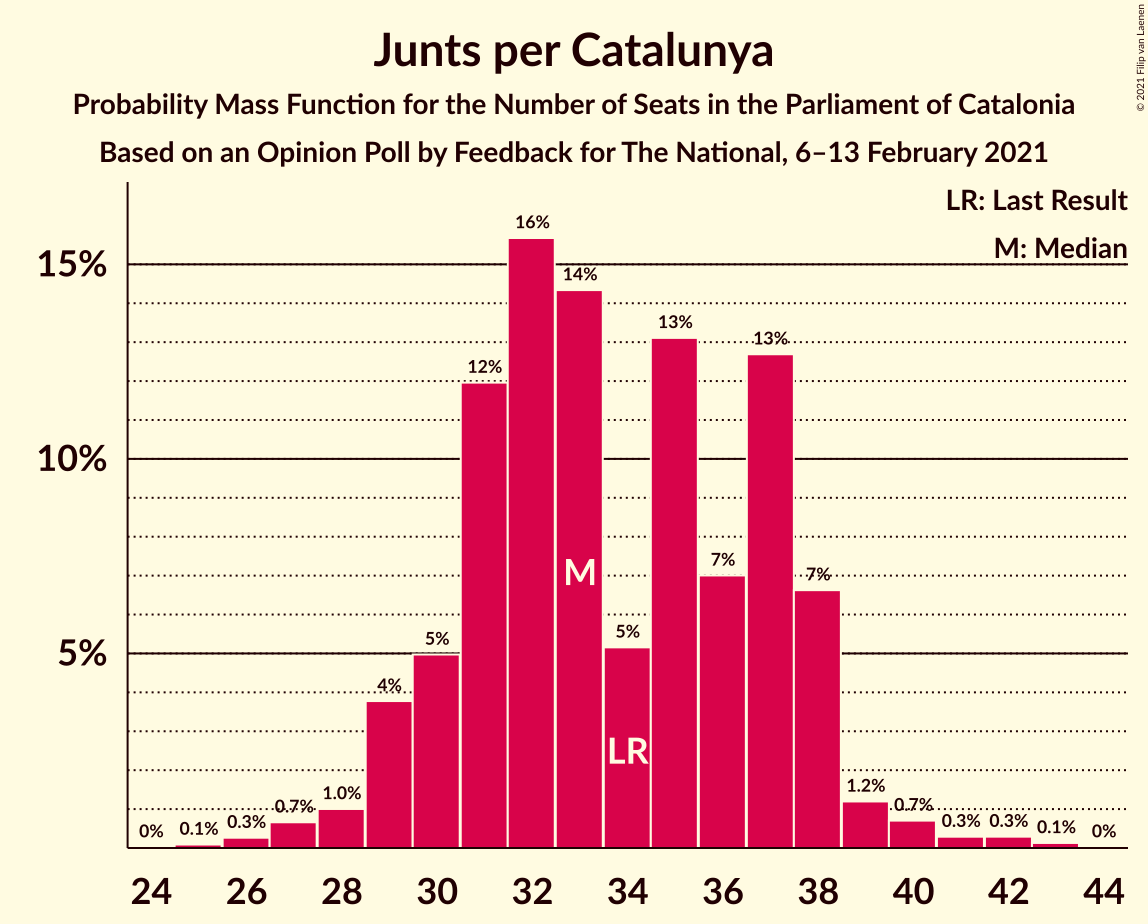 Junts per Catalunya
Probability Mass Function for the Number of Seats in the Parliament of Catalonia
Based on an Opinion Poll by Feedback for The National, 6–13 February 2021
© 2021 Filip van Laenen
LR: Last Result
M: Median
15%
10%
5%
0%
0.1%
0.3%
0.7%
1.0%
4%
5%
12%
16%
14%
5%
13%
7%
13%
7%
1.2%
0.7%
0.3%
0.3%
0.1%
0%
M
LR
24 26 28 30 32 34 36 38 40 42 44